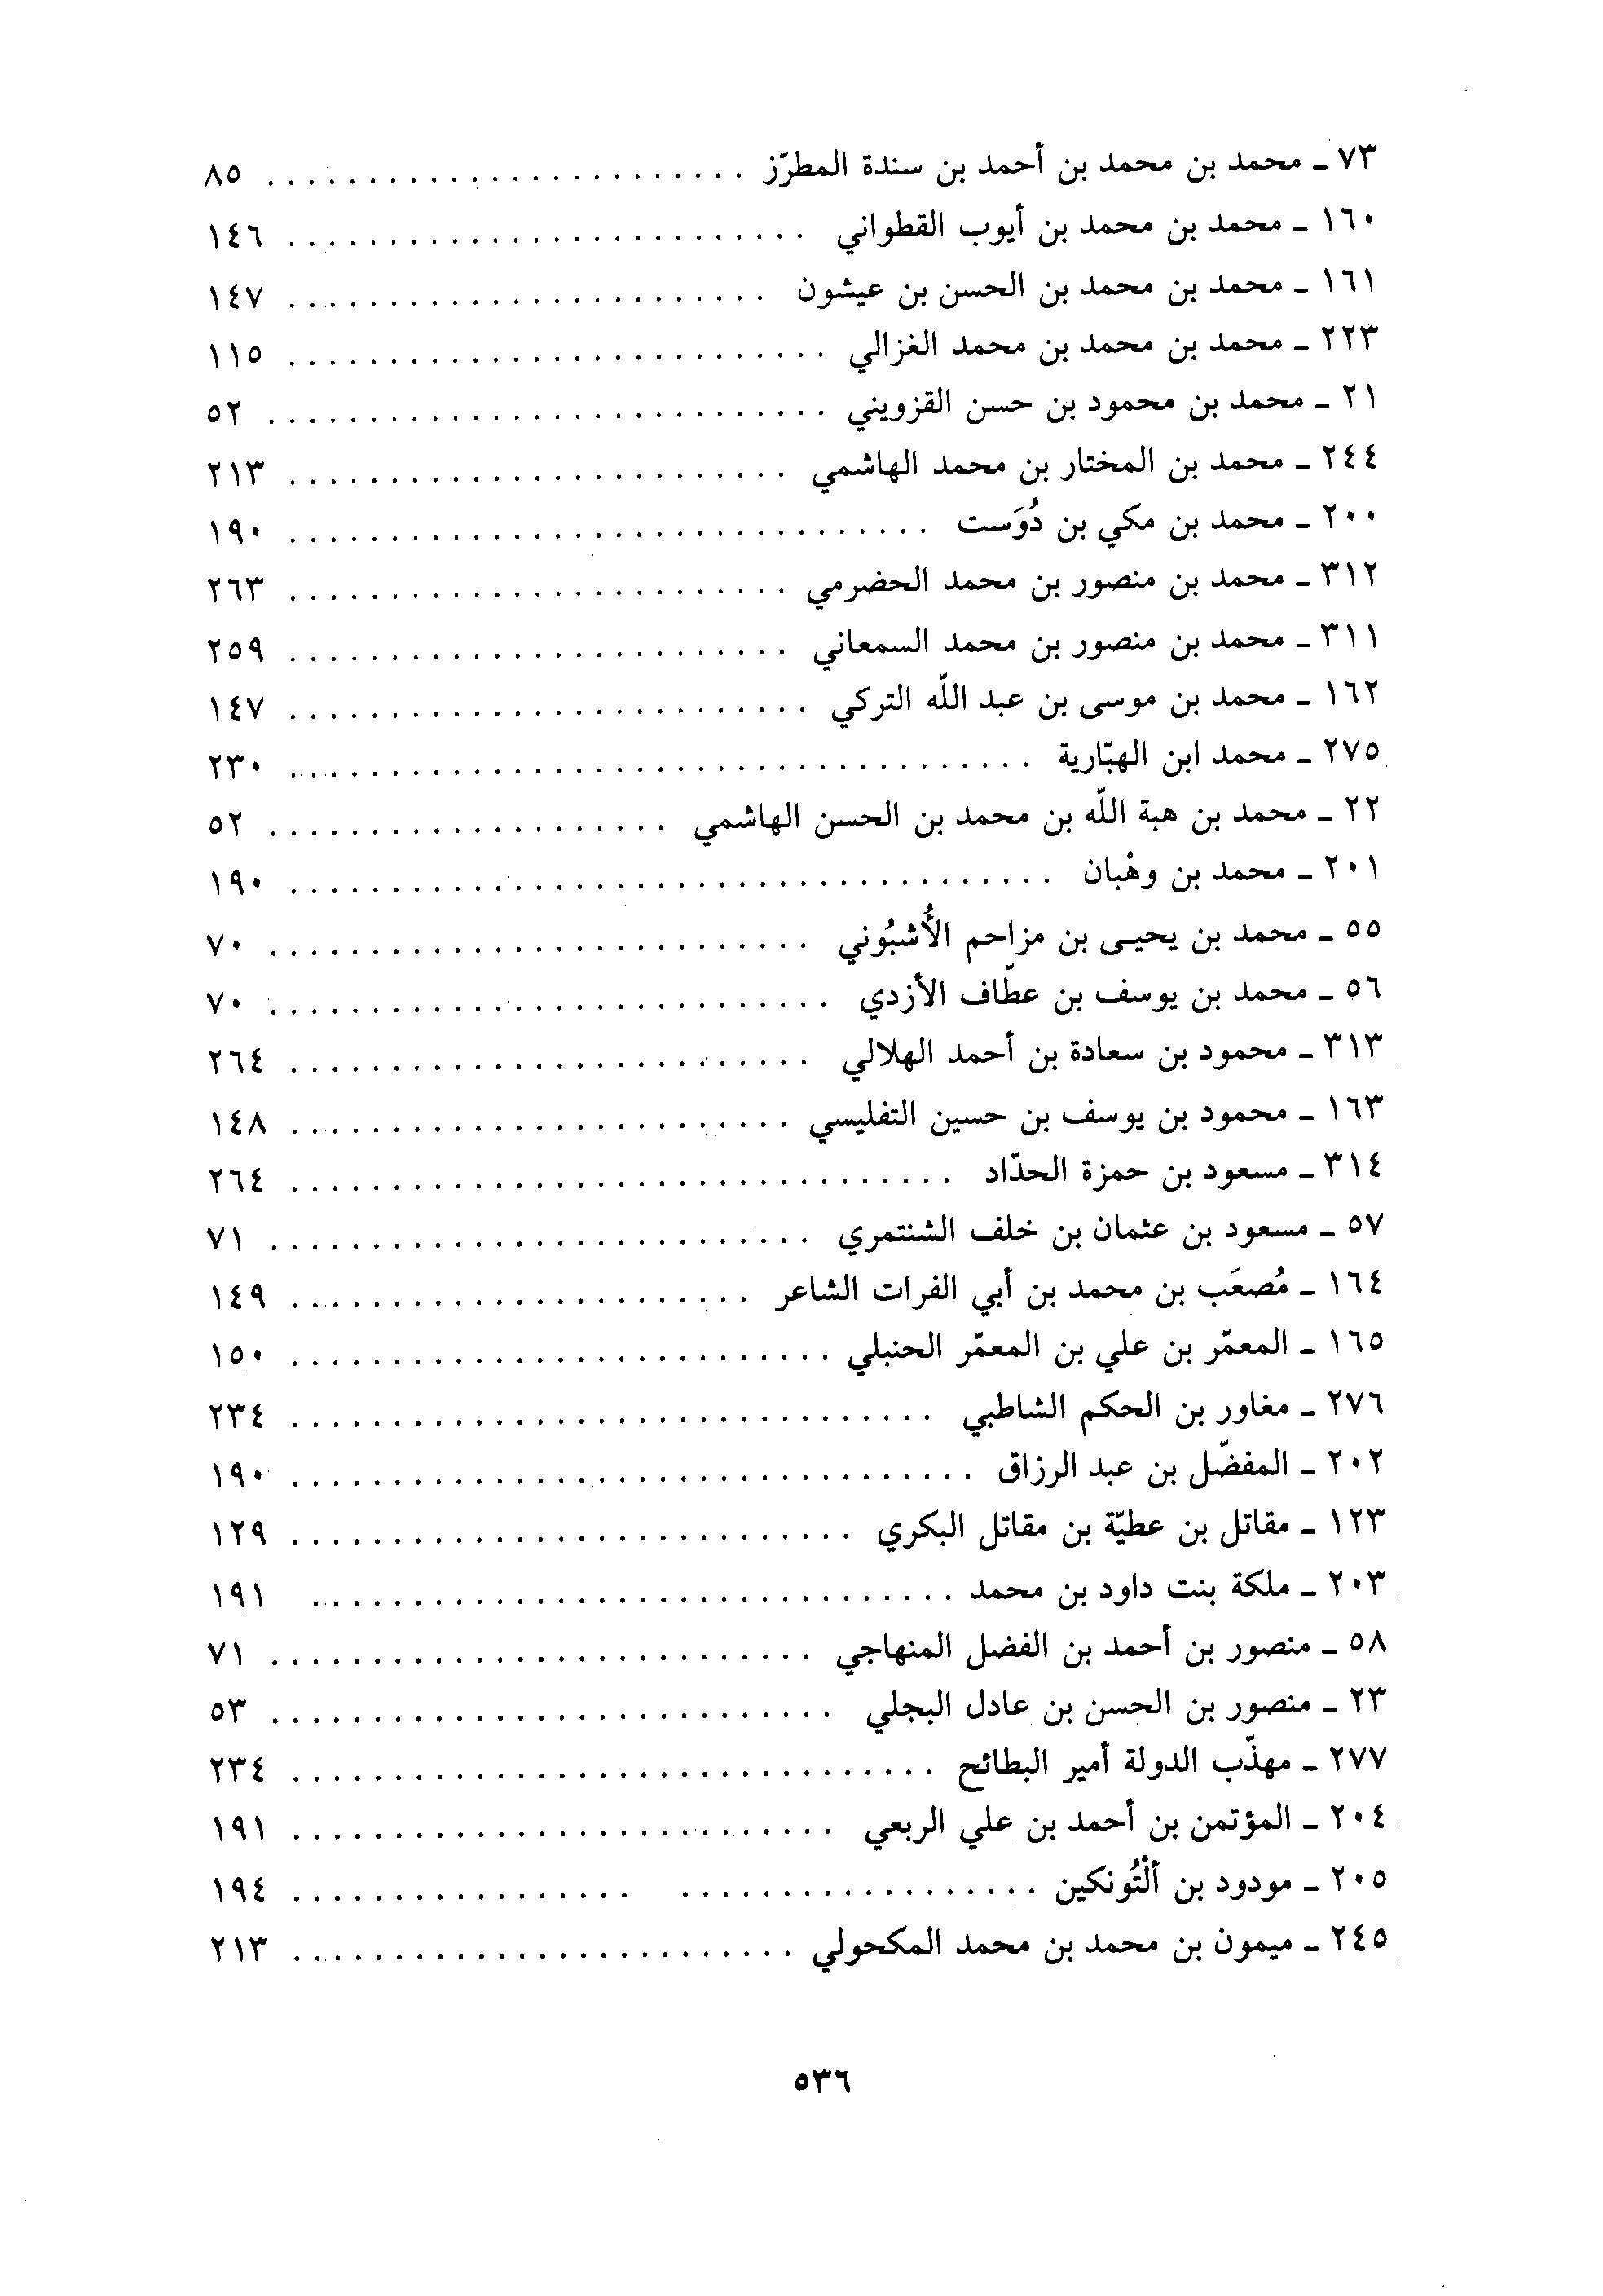 ٧٣ ـ محمد بن محمد بن أحمد بن سندة المطرّز . . . . . . . . . . . . . . . . . . . . . . . ٨٥
١٦٠ ـ محمد بن محمد بن أيوب القطواني . . . . . . . . . . . . . . . . . . . . . . . . . ١٤٦
١٦١ ـ محمد بن محمد بن الحسن بن عيشون . . . . . . . . . . . . . . . . . . . . . . . ١٤٧
٢٢٣ ـ محمد بن محمد بن محمد الغزالي . . . . . . . . . . . . . . . . . . . . . . . . . . ١١٥
٢١ ـ محمد بن محمود بن حسن القزويني . . . . . . . . . . . . . . . . . . . . . . . . . . . ٥٢
٢٤٤ ـ محمد بن المختار بن محمد الهاشمي . . . . . . . . . . . . . . . . . . . . . . . . ٢١٣
٢٠٠ ـ محمد بن مكي بن دُوَست . . . . . . . . . . . . . . . . . . . . . . . . . . . . . . . ١٩٠
٣١٢ ـ محمد بن منصور بن محمد الحضرمي . . . . . . . . . . . . . . . . . . . . . . . . ٢٦٣
٣١١ ـ محمد بن منصور بن محمد السمعاني . . . . . . . . . . . . . . . . . . . . . . . . ٢٥٩
١٦٢ ـ محمد بن موسى بن عبد اللّه التركي . . . . . . . . . . . . . . . . . . . . . . . . . ١٤٧
٢٧٥ ـ محمد ابن الهبّارية . . . . . . . . . . . . . . . . . . . . . . . . . . . . . . . . . . . . ٢٣٠
٢٢ ـ محمد بن هبة اللّه بن محمد بن الحسن الهاشمي . . . . . . . . . . . . . . . . . . . ٥٢
٢٠١ ـ محمد بن وهْبان . . . . . . . . . . . . . . . . . . . . . . . . . . . . . . . . . . . . . ١٩٠
٥٥ ـ محمد بن يحيى بن مزاحم الأُشبُوني . . . . . . . . . . . . . . . . . . . . . . . . . . ٧٠
٥٦ ـ محمد بن يوسف بن عطّاف الأزدي . . . . . . . . . . . . . . . . . . . . . . . . . . . ٧٠
٣١٣ ـ محمود بن سعادة بن أحمد الهلالي . . . . . . . . . . . . . . . . . . . . . . . . . ٢٦٤
١٦٣ ـ محمود بن يوسف بن حسين التفليسي . . . . . . . . . . . . . . . . . . . . . . . . ١٤٨
٣١٤ ـ مسعود بن حمزة الحدّاد . . . . . . . . . . . . . . . . . . . . . . . . . . . . . . . . ٢٦٤
٥٧ ـ مسعود بن عثمان بن خلف الشنتمري . . . . . . . . . . . . . . . . . . . . . . . . . . ٧١
١٦٤ ـ مُصعَب بن محمد بن أبي الفرات الشاعر . . . . . . . . . . . . . . . . . . . . . . ١٤٩
١٦٥ ـ المعمّر بن علي بن المعمّر الحنبلي . . . . . . . . . . . . . . . . . . . . . . . . . . ١٥٠
٢٧٦ ـ مغاور بن الحكم الشاطبي . . . . . . . . . . . . . . . . . . . . . . . . . . . . . . . ٢٣٤
٢٠٢ ـ المفضّل بن عبد الرزاق . . . . . . . . . . . . . . . . . . . . . . . . . . . . . . . . . ١٩٠
١٢٣ ـ مقاتل بن عطيّة بن مقاتل البكري . . . . . . . . . . . . . . . . . . . . . . . . . . . ١٢٩
٢٠٣ ـ ملكة بنت داود بن محمد . . . . . . . . . . . . . . . . . . . . . . . . . . . . . . . ١٩١
٥٨ ـ منصور بن أحمد بن الفضل المنهاجي . . . . . . . . . . . . . . . . . . . . . . . . . . ٧١
٢٣ ـ منصور بن الحسن بن عادل البجلي . . . . . . . . . . . . . . . . . . . . . . . . . . . ٥٣
٢٧٧ ـ مهذّب الدولة أمير البطائح . . . . . . . . . . . . . . . . . . . . . . . . . . . . . . . ٢٣٤
٢٠٤ ـ المؤتمن بن أحمد بن علي الربعي . . . . . . . . . . . . . . . . . . . . . . . . . . ١٩١
٢٠٥ ـ مودود بن ألْتُونكين . . . . . . . . . . . . . . . . . . . . . . . . . . . . . . . . . . . ١٩٤
٢٤٥ ـ ميمون بن محمد بن محمد المكحولي . . . . . . . . . . . . . . . . . . . . . . . . ٢١٣
٥٣٦